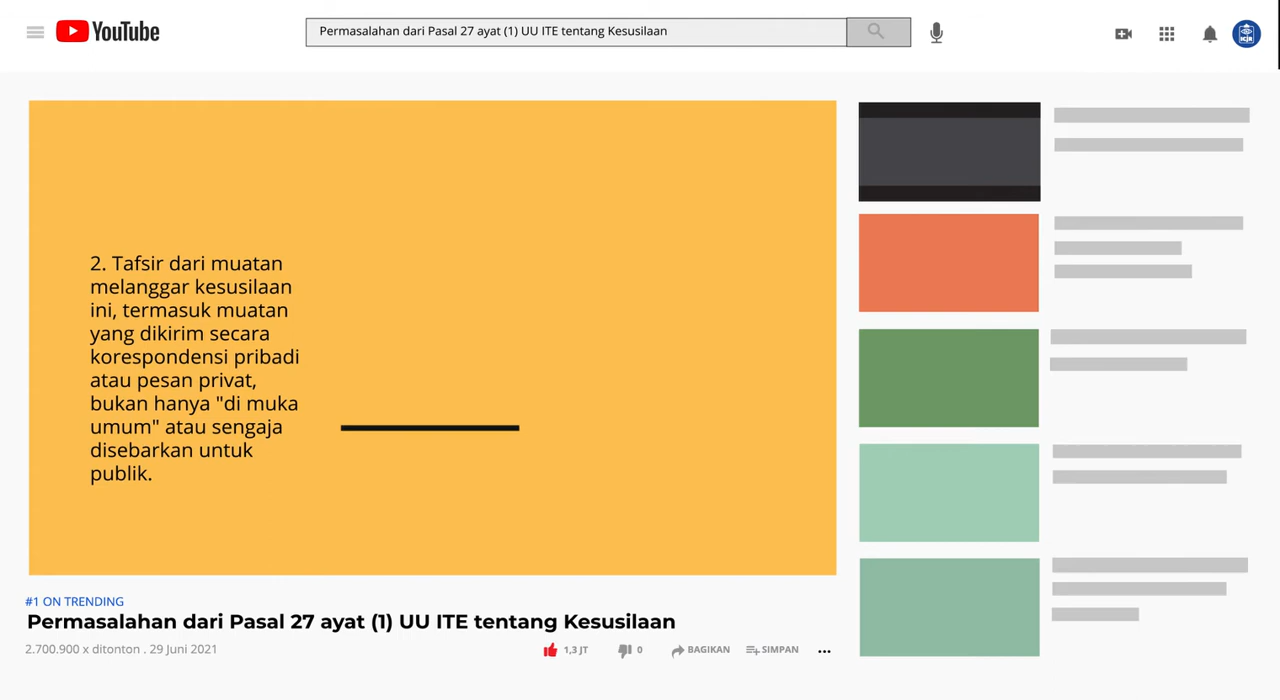 YouTube
Permasalahan dari Pasal 27 ayat (1) UU ITE tentang Kesusilaan
2. Tafsir dari muatan
melanggar kesusilaan
ini, termasuk muatan
yang dikirim secara
korespondensi pribadi
atau pesan privat,
bukan hanya "di muka
umum" atau sengaja
disebarkan untuk
publik.
#1 ON TRENDING
Permasalahan dari Pasal 27 ayat (1) UU ITE tentang Kesusilaan
2.700.900 x ditonton . 29 Juni 2021
1,3 JT
0
BAGIKAN
SIMPAN